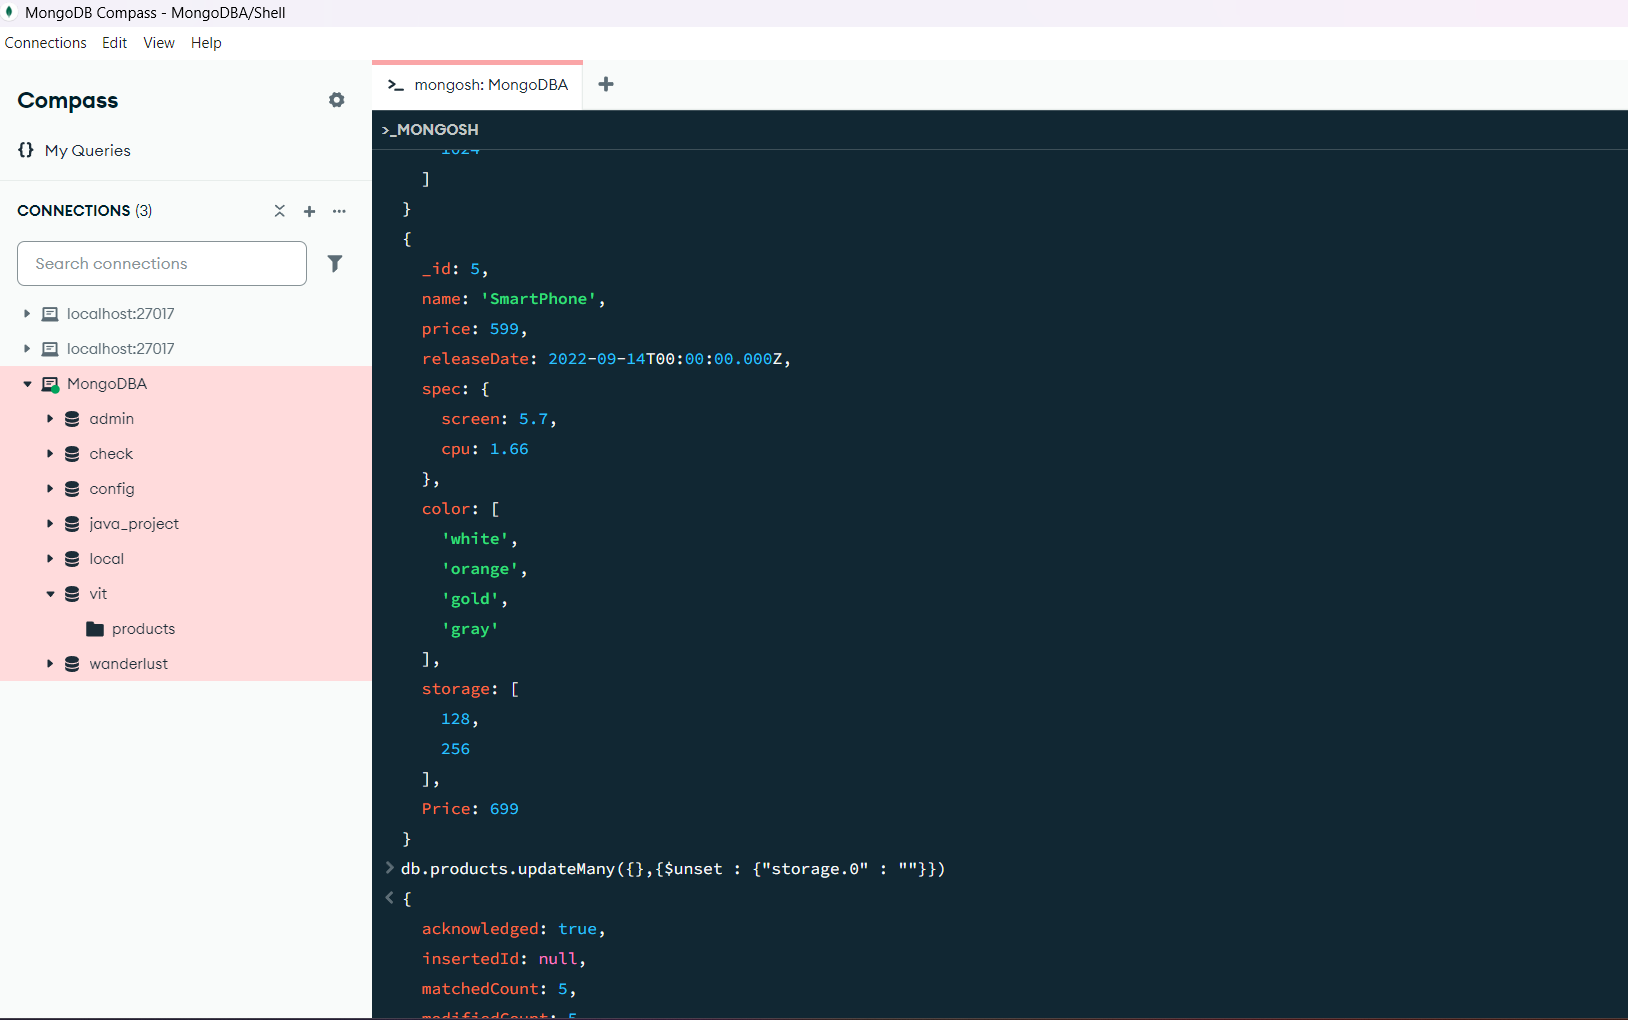 MongoDB Compass - MongoDBA/Shell
Connections Edit View Help
Compass
{} My Queries
CONNECTIONS (3)
Search connections
localhost:27017
localhost:27017
MongoDBA
admin
check
config
java_project
local
vit
products
wanderlust
>_ mongosh: MongoDBA +
>_MONGOSH
1024
]
}
{
_id: 5,
name: 'SmartPhone',
price: 599,
releaseDate: 2022-09-14T00:00:00.000Z,
spec: {
screen: 5.7,
cpu: 1.66
},
color: [
'white',
'orange',
'gold',
'gray'
],
storage: [
128,
256
],
Price: 699
}
> db.products.updateMany({},{$unset : {"storage.0" : ""}})
< {
acknowledged: true,
insertedId: null,
matchedCount: 5,
modifiedCount: 5